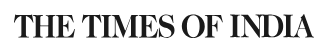 THE TIMES OF INDIA